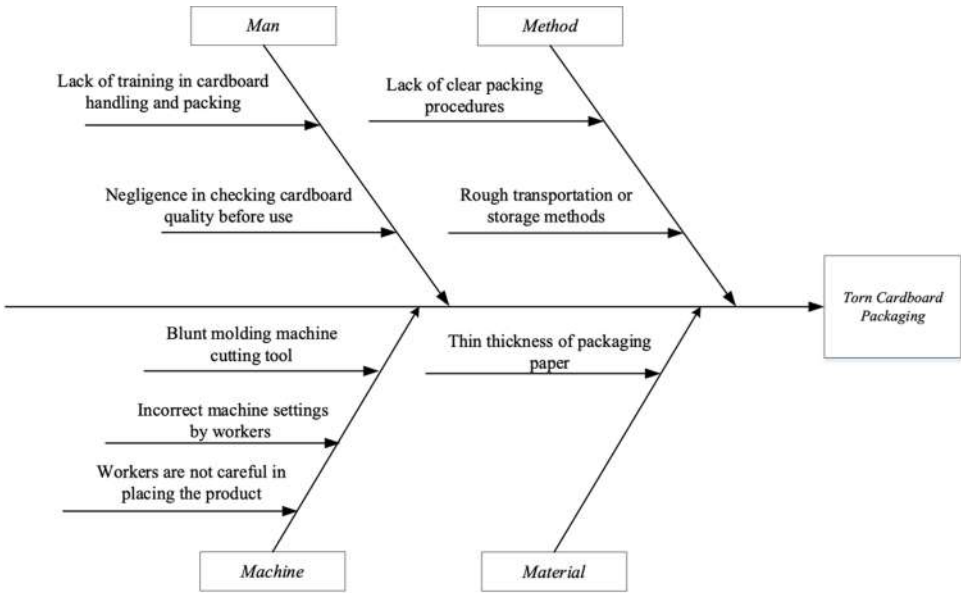 Man
Method
Lack of training in cardboard
handling and packing
Lack of clear packing
procedures
Negligence in checking cardboard
quality before use
Rough transportation or
storage methods
Torn Cardboard
Packaging
Blunt molding machine
cutting tool
Thin thickness of packaging
paper
Incorrect machine settings
by workers
Workers are not careful in
placing the product
Machine
Material